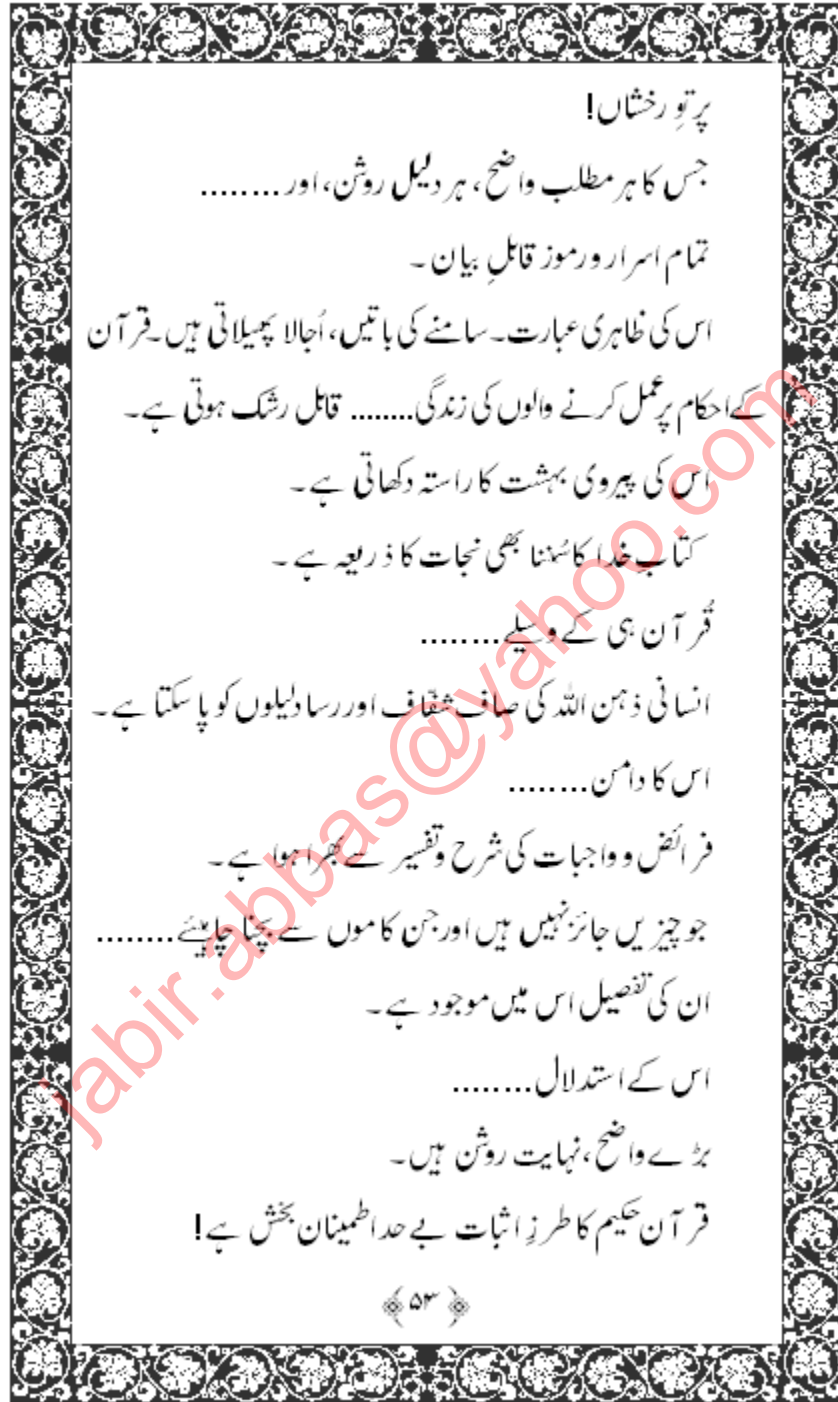 پرتوِ رخشاں!
جس کا ہر مطلب واضح، ہر دلیل روشن، اور.........
تمام اسرار ورموز قابلِ بیان۔
اس کی ظاہری عبارت۔ سامنے کی باتیں، اُجالا پھیلاتی ہیں۔ قرآن
کے احکام پرعمل کرنے والوں کی زندگی........ قابل رشک ہوتی ہے۔
اس کی پیروی بہشت کا راستہ دکھاتی ہے۔
کتابِ خدا کا سُننا بھی نجات کا ذریعہ ہے۔
قُرآن ہی کے وسیلے........
انسانی ذہن اللہ کی صاف شفّاف اور رسا دلیلوں کو پا سکتا ہے۔
اس کا دامن.........
فرائض و واجبات کی شرح وتفسیر سے بھرا ہوا ہے۔
جو چیزیں جائز نہیں ہیں اور جن کاموں سے بچنا چاہیئے........
ان کی تفصیل اس میں موجود ہے۔
اس کے استدلال........
بڑے واضح، نہایت روشن ہیں۔
قرآن حکیم کا طرزِ اثبات بے حد اطمینان بخش ہے!
﴿۵۳﴾
jabir.abbas@yahoo.com